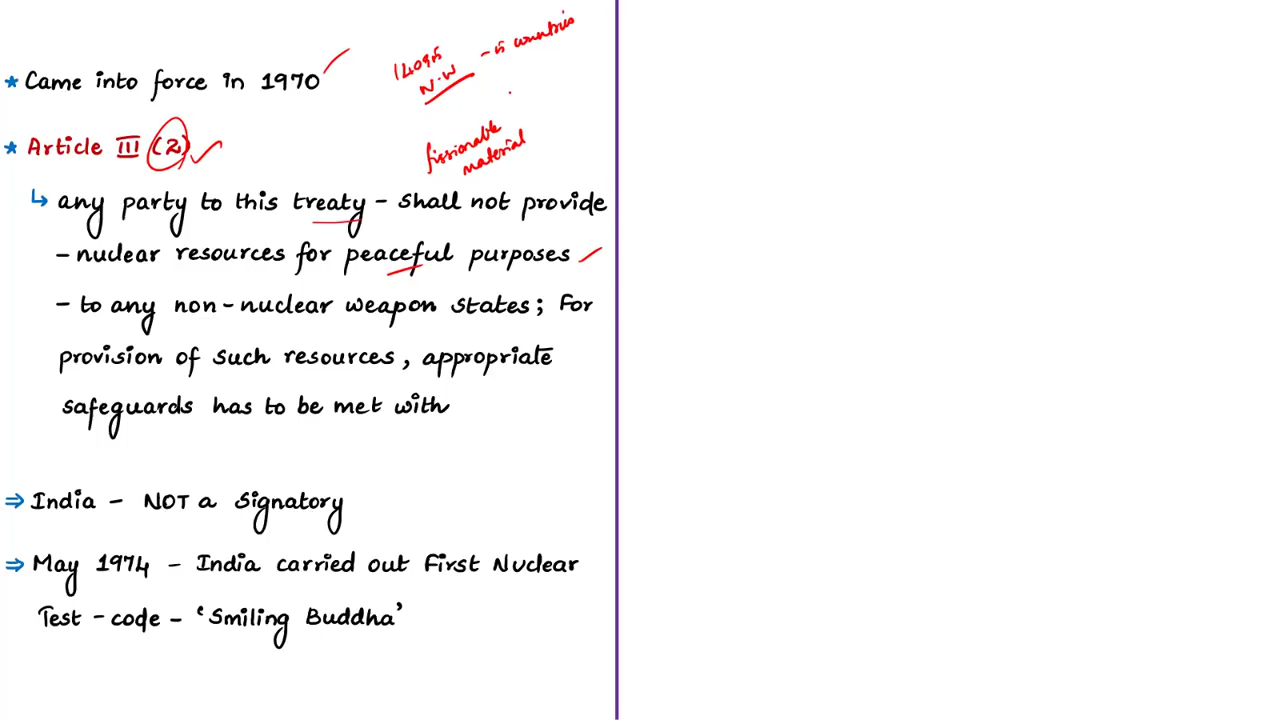 * Came into force in 1970
N.W
- 5 countries
* Article III (2)
fissionable
material
↳ any party to this treaty - shall not provide
- nuclear resources for peaceful purposes
- to any non-nuclear weapon states; For
provision of such resources, appropriate
safeguards has to be met with
⇒ India - NOT a signatory
⇒ May 1974 - India carried out First Nuclear
Test - code - 'Smiling Buddha'